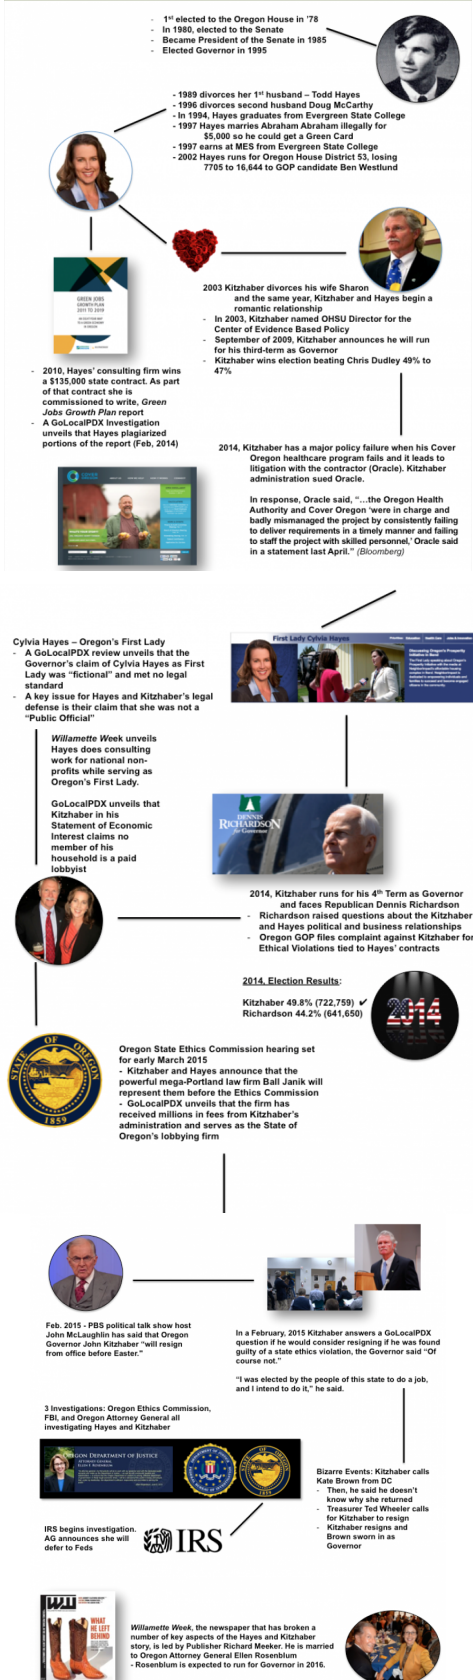 - 1st elected to the Oregon House in '78
- In 1980, elected to the Senate
- Became President of the Senate in 1985
- Elected Governor in 1995
- 1989 divorces her 1st husband – Todd Hayes
- 1996 divorces second husband Doug McCarthy
- In 1994, Hayes graduates from Evergreen State College
- 1997 Hayes marries Abraham Abraham illegally for
$5,000 so he could get a Green Card
- 1997 earns at MES from Evergreen State College
- 2002 Hayes runs for Oregon House District 53, losing
7705 to 16,644 to GOP candidate Ben Westlund
GREEN JOBS
GROWTH PLAN
2011 TO 2019
2003 Kitzhaber divorces his wife Sharon
and the same year, Kitzhaber and Hayes begin a
romantic relationship
- In 2003, Kitzhaber named OHSU Director for the
Center of Evidence Based Policy
- September of 2009, Kitzhaber announces he will run
for his third-term as Governor
- Kitzhaber wins election beating Chris Dudley 49% to
47%
- 2010, Hayes' consulting firm wins
a $135,000 state contract. As part
of that contract she is
commissioned to write, Green
Jobs Growth Plan report
- A GoLocalPDX Investigation
unveils that Hayes plagiarized
portions of the report (Feb, 2014)
COVER
OREGON
2014, Kitzhaber has a major policy failure when his Cover
Oregon healthcare program fails and it leads to
litigation with the contractor (Oracle). Kitzhaber
administration sued Oracle.
In response, Oracle said, "…the Oregon Health
Authority and Cover Oregon 'were in charge and
badly mismanaged the project by consistently failing
to deliver requirements in a timely manner and failing
to staff the project with skilled personnel,' Oracle said
in a statement last April." (Bloomberg)
Cylvia Hayes – Oregon's First Lady
- A GoLocalPDX review unveils that the
Governor's claim of Cylvia Hayes as First
Lady was "fictional" and met no legal
standard
- A key issue for Hayes and Kitzhaber's legal
defense is their claim that she was not a
"Public Official"
First Lady Cylvia Hayes
Willamette Week unveils
Hayes does consulting
work for national non-
profits while serving as
Oregon's First Lady.
GoLocalPDX unveils that
Kitzhaber in his
Statement of Economic
Interest claims no
member of his
household is a paid
lobbyist
DENNIS
RICHARDSON
for Governor
2014, Kitzhaber runs for his 4th Term as Governor
and faces Republican Dennis Richardson
- Richardson raised questions about the Kitzhaber
and Hayes political and business relationships
- Oregon GOP files complaint against Kitzhaber for
Ethical Violations tied to Hayes' contracts
2014, Election Results:
Kitzhaber 49.8% (722,759) ✔
Richardson 44.2% (641,650)
2014
STATE OF OREGON
1859
Oregon State Ethics Commission hearing set
for early March 2015
- Kitzhaber and Hayes announce that the
powerful mega-Portland law firm Ball Janik will
represent them before the Ethics Commission
- GoLocalPDX unveils that the firm has
received millions in fees from Kitzhaber's
administration and serves as the State of
Oregon's lobbying firm
Feb. 2015 - PBS political talk show host
John McLaughlin has said that Oregon
Governor John Kitzhaber "will resign
from office before Easter."
In a February, 2015 Kitzhaber answers a GoLocalPDX
question if he would consider resigning if he was found
guilty of a state ethics violation, the Governor said "Of
course not."
"I was elected by the people of this state to do a job,
and I intend to do it," he said.
3 Investigations: Oregon Ethics Commission,
FBI, and Oregon Attorney General all
investigating Hayes and Kitzhaber
OREGON DEPARTMENT OF JUSTICE
Bizarre Events: Kitzhaber calls
Kate Brown from DC
- Then, he said he doesn't
know why she returned
- Treasurer Ted Wheeler calls
for Kitzhaber to resign
- Kitzhaber resigns and
Brown sworn in as
Governor
IRS begins investigation.
AG announces she will
defer to Feds
IRS
WHAT
HE LEFT
BEHIND
Willamette Week, the newspaper that has broken a
number of key aspects of the Hayes and Kitzhaber
story, is led by Publisher Richard Meeker. He is married
to Oregon Attorney General Ellen Rosenblum
- Rosenblum is expected to run for Governor in 2016.